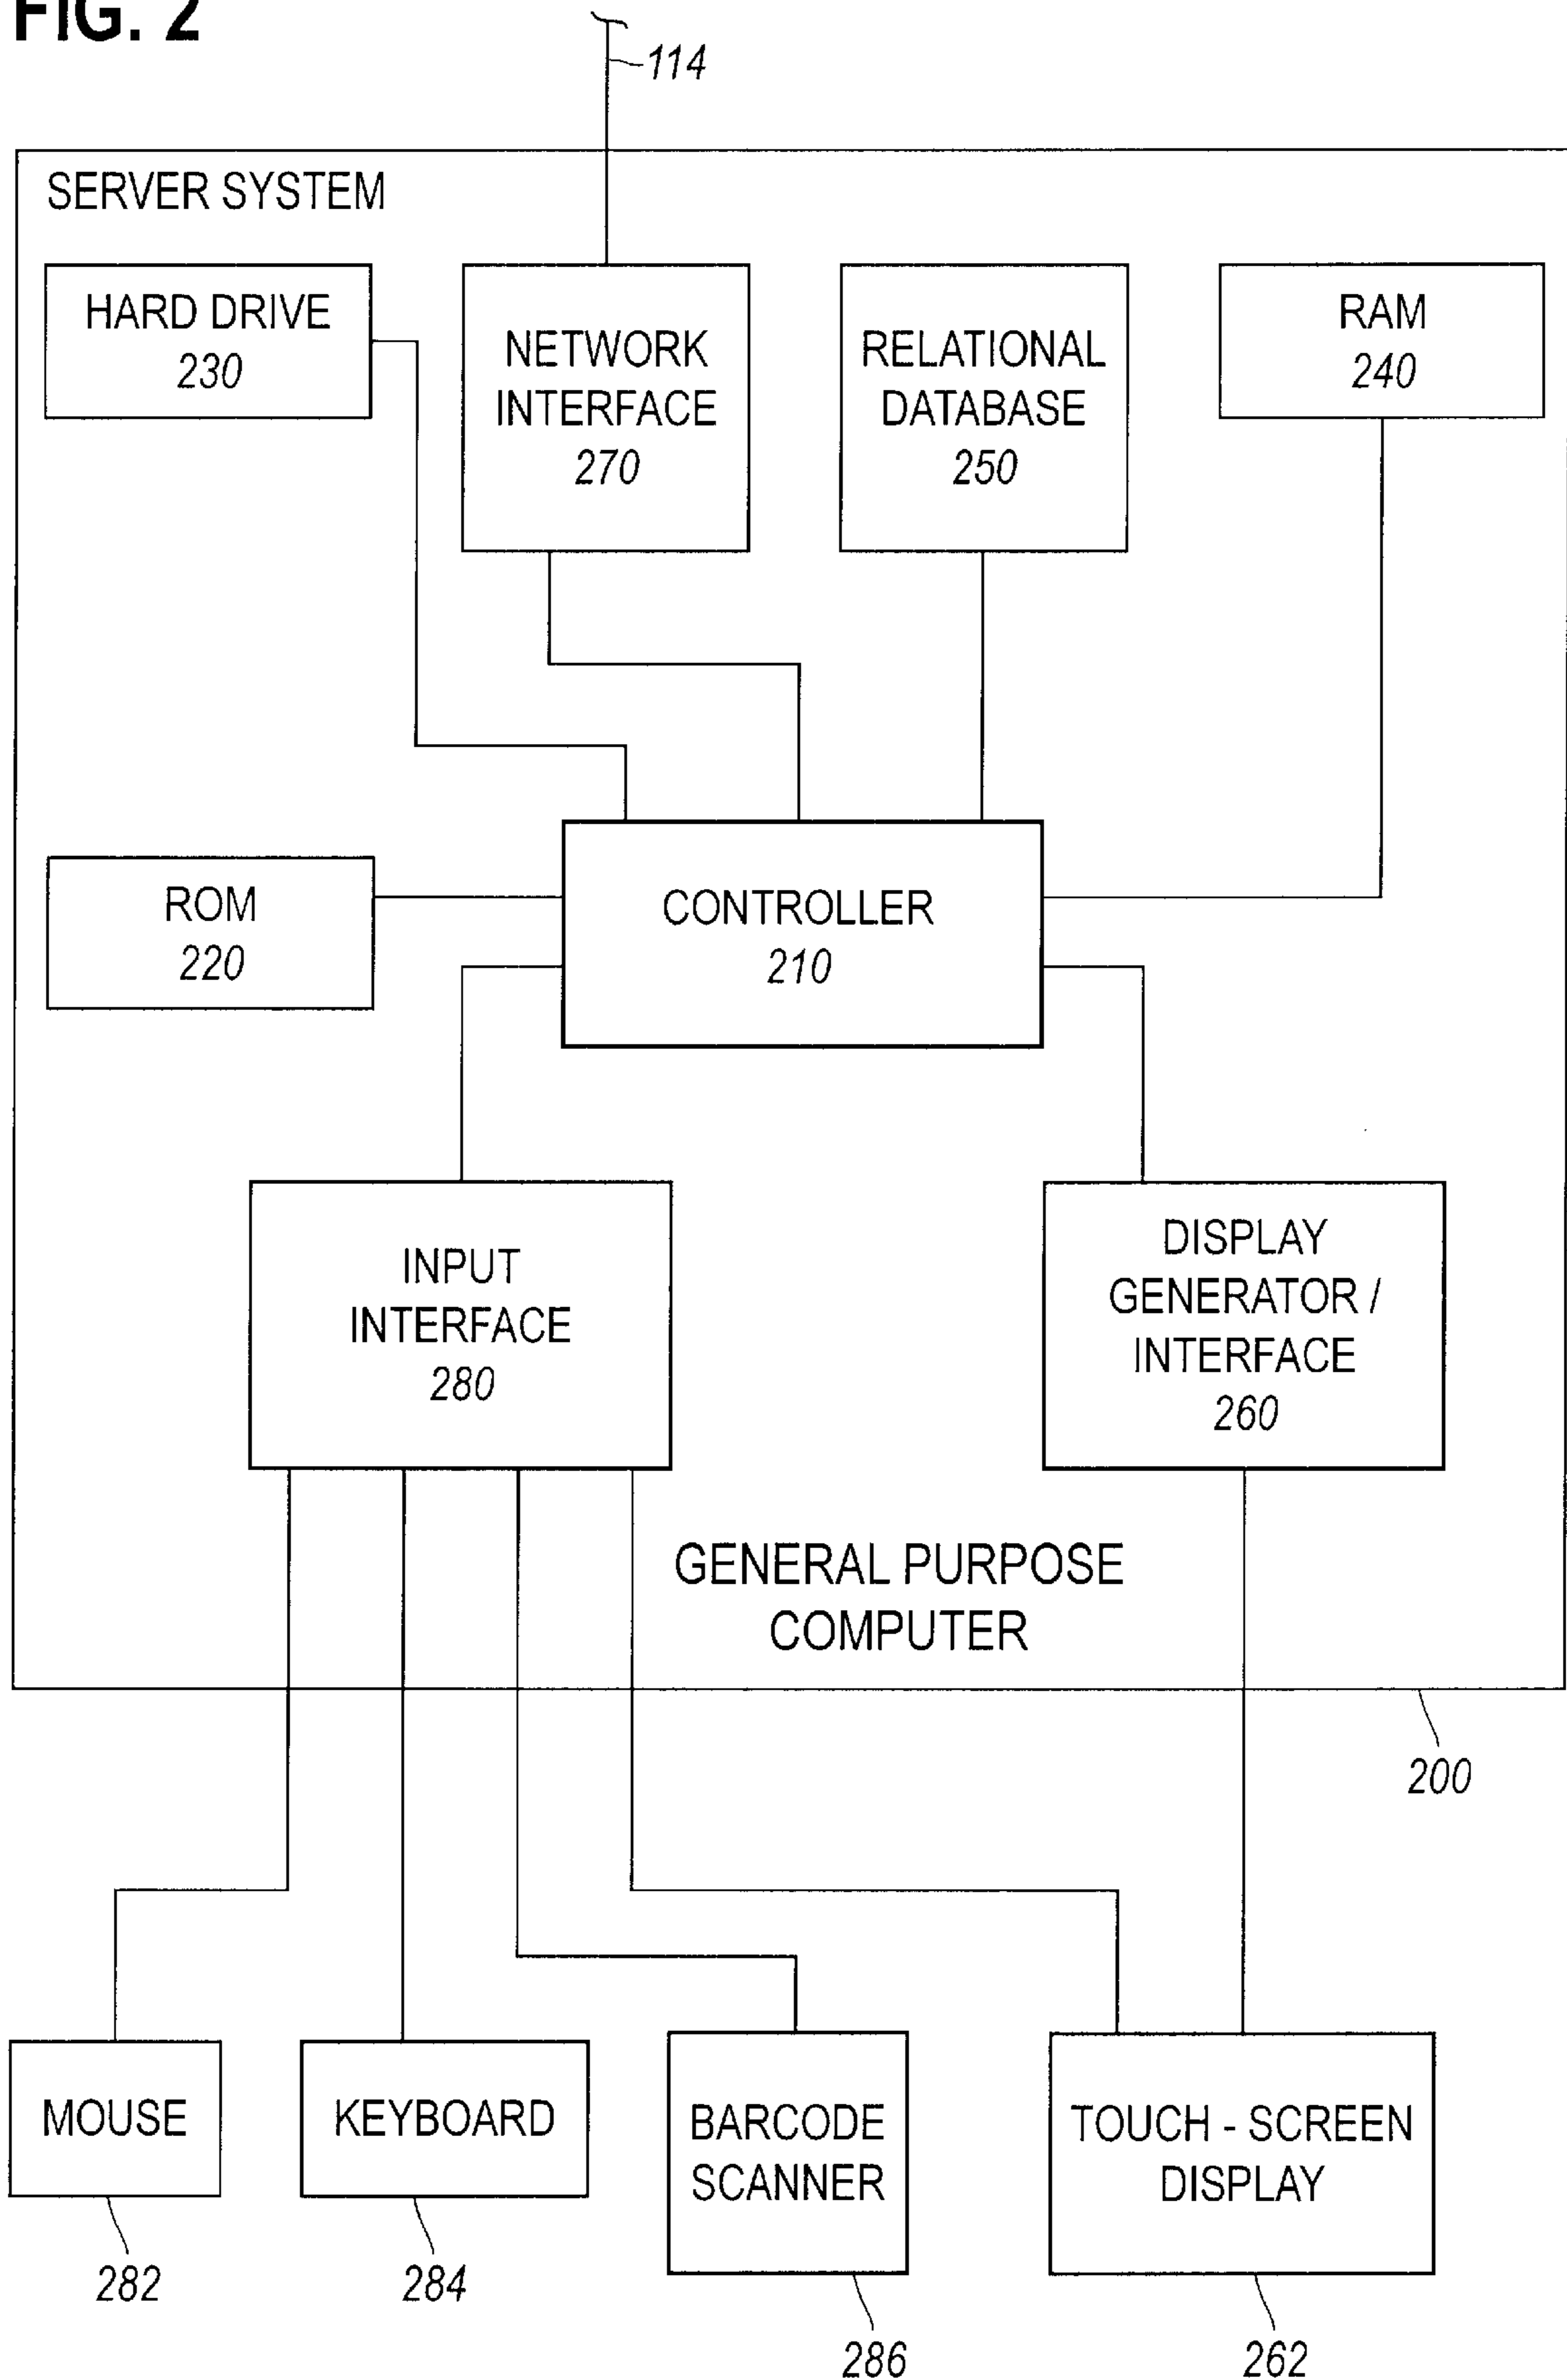 FIG. 2
114
SERVER SYSTEM
HARD DRIVE
230
NETWORK
INTERFACE
270
RELATIONAL
DATABASE
250
RAM
240
ROM
220
CONTROLLER
210
INPUT
INTERFACE
280
DISPLAY
GENERATOR /
INTERFACE
260
GENERAL PURPOSE
COMPUTER
200
MOUSE
282
KEYBOARD
284
BARCODE
SCANNER
286
TOUCH - SCREEN
DISPLAY
262